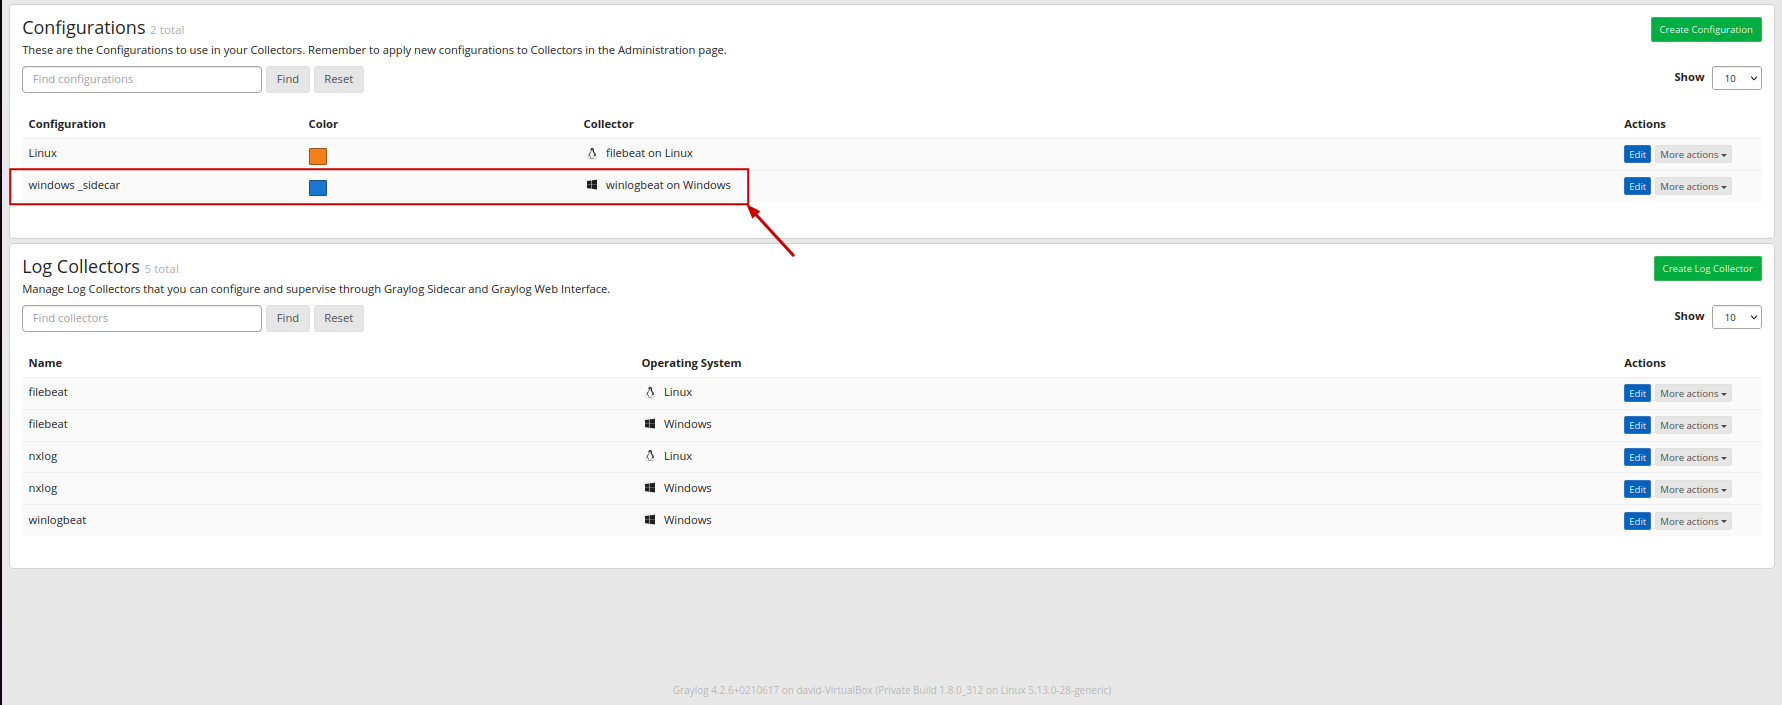 Configurations 2 total
Create Configuration
These are the Configurations to use in your Collectors. Remember to apply new configurations to Collectors in the Administration page.
Find configurations Find Reset Show 10
Configuration Color Collector Actions
Linux filebeat on Linux Edit More actions
windows _sidecar winlogbeat on Windows Edit More actions
Log Collectors 5 total
Create Log Collector
Manage Log Collectors that you can configure and supervise through Graylog Sidecar and Graylog Web Interface.
Find collectors Find Reset Show 10
Name Operating System Actions
filebeat Linux Edit More actions
filebeat Windows Edit More actions
nxlog Linux Edit More actions
nxlog Windows Edit More actions
winlogbeat Windows Edit More actions
Graylog 4.2.6+0210617 on david-VirtualBox (Private Build 1.8.0_312 on Linux 5.13.0-28-generic)